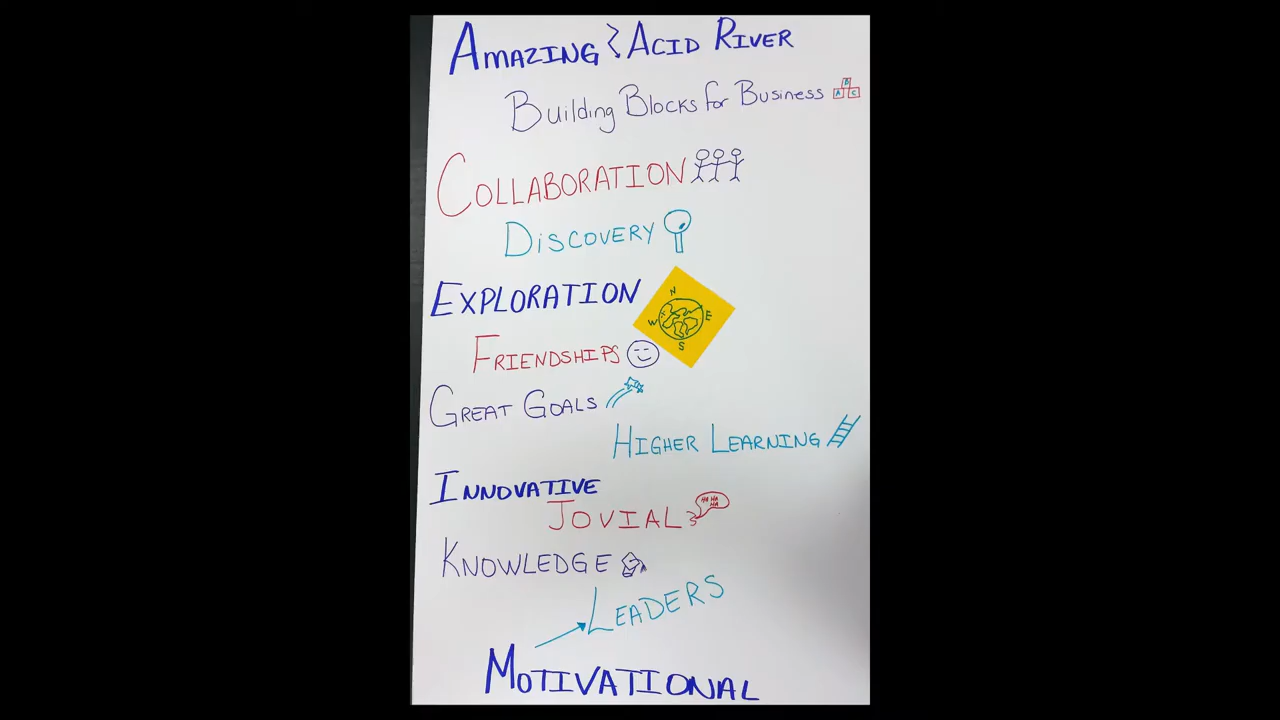 AMAZING & ACID RIVER
Building Blocks for Business
B
A C
COLLABORATION
DISCOVERY
EXPLORATION
N
W E
S
FRIENDSHIPS
GREAT GOALS
HIGHER LEARNING
INNOVATIVE
HA HA
HA
JOVIAL
KNOWLEDGE
LEADERS
MOTIVATIONAL